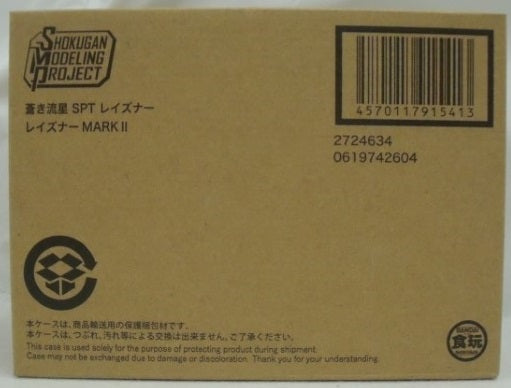 SHOKUGAN
MODELING
PROJECT
蒼き流星 SPT レイズナー
レイズナー MARKⅡ
4570117915413
2724634
0619742604
本ケースは、商品輸送用の保護梱包材です。
本ケースは、つぶれ、汚れ等による交換は出来ません。ご了承ください。
This case is used solely for the purpose of protecting product during shipment.
Case may not be exchanged due to damage or discoloration. Thank you for your understanding.
BANDAI
食玩